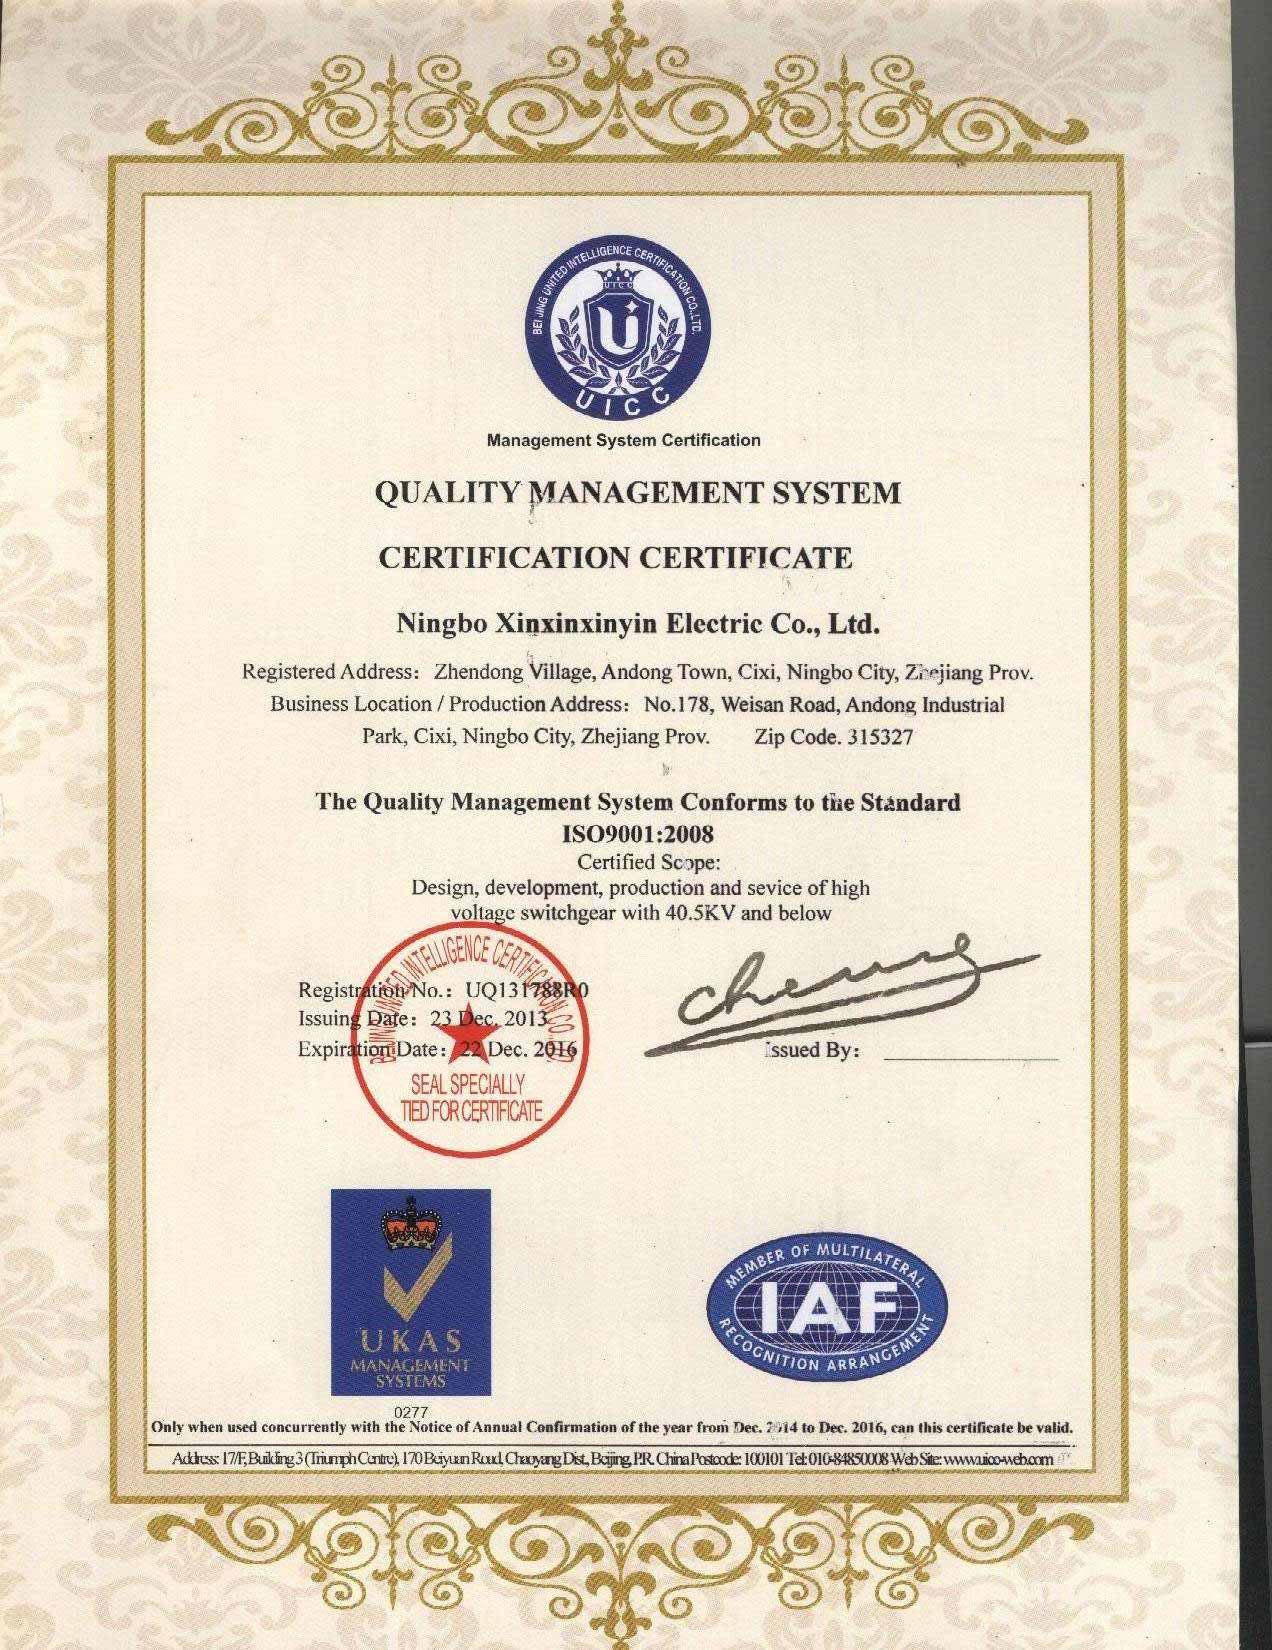 BEIJING UNITED INTELLIGENCE CERTIFICATION CO.,LTD.
UICC
U
UICC
Management System Certification
QUALITY MANAGEMENT SYSTEM
CERTIFICATION CERTIFICATE
Ningbo Xinxinxinyin Electric Co., Ltd.
Registered Address: Zhendong Village, Andong Town, Cixi, Ningbo City, Zhejiang Prov.
Business Location / Production Address: No.178, Weisan Road, Andong Industrial
Park, Cixi, Ningbo City, Zhejiang Prov. Zip Code. 315327
The Quality Management System Conforms to the Standard
ISO9001:2008
Certified Scope:
Design, development, production and sevice of high
voltage switchgear with 40.5KV and below
Registration No.: UQ131788R0
Issuing Date: 23 Dec. 2013
Expiration Date: 22 Dec. 2016
Issued By:
INTELLIGENCE CERTIFICATION CO.,LTD
SEAL SPECIALLY
TIED FOR CERTIFICATE
UKAS
MANAGEMENT
SYSTEMS
0277
MEMBER OF MULTILATERAL
IAF
RECOGNITION ARRANGEMENT
Only when used concurrently with the Notice of Annual Confirmation of the year from Dec. 2014 to Dec. 2016, can this certificate be valid.
Address: 17/F, Building 3 (Triumph Centre), 170 Beiyuan Road, Chaoyang Dist., Beijing, P.R. China Postcode: 100101 Tel: 010-84850008 Web Site: www.uicc-web.com